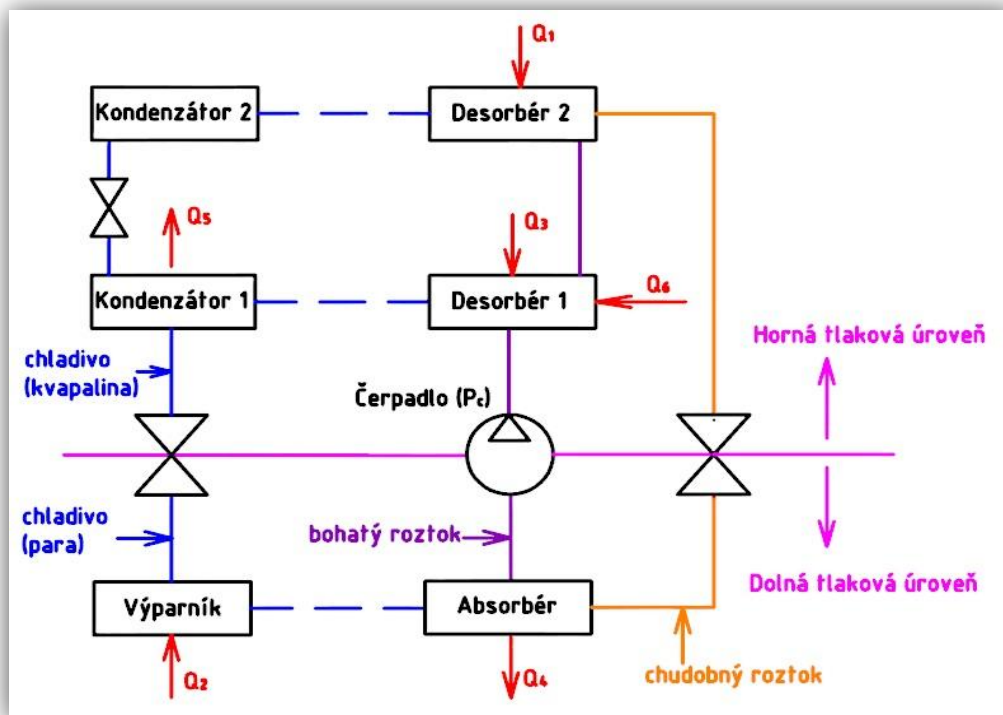 Q₁
Kondenzátor 2
Desorbér 2
Q₅
Q₃
Kondenzátor 1
Desorbér 1
Q₆
Horná tlaková úroveň
chladivo
(kvapalina)
Čerpadlo (P꜀)
chladivo
(para)
bohatý roztok
Dolná tlaková úroveň
Výparník
Absorbér
Q₂
Q₄
chudobný roztok